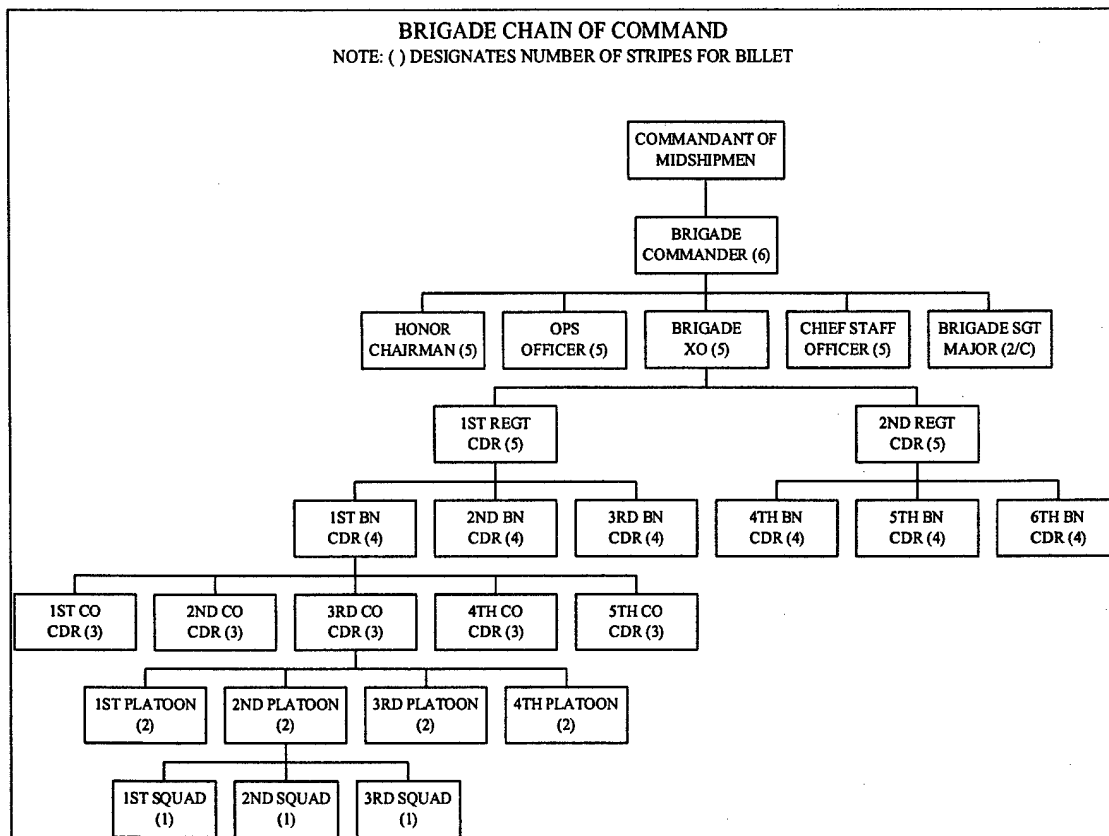 BRIGADE CHAIN OF COMMAND
NOTE: ( ) DESIGNATES NUMBER OF STRIPES FOR BILLET
COMMANDANT OF
MIDSHIPMEN
BRIGADE
COMMANDER (6)
HONOR
CHAIRMAN (5)
OPS
OFFICER (5)
BRIGADE
XO (5)
CHIEF STAFF
OFFICER (5)
BRIGADE SGT
MAJOR (2/C)
1ST REGT
CDR (5)
2ND REGT
CDR (5)
1ST BN
CDR (4)
2ND BN
CDR (4)
3RD BN
CDR (4)
4TH BN
CDR (4)
5TH BN
CDR (4)
6TH BN
CDR (4)
1ST CO
CDR (3)
2ND CO
CDR (3)
3RD CO
CDR (3)
4TH CO
CDR (3)
5TH CO
CDR (3)
1ST PLATOON
(2)
2ND PLATOON
(2)
3RD PLATOON
(2)
4TH PLATOON
(2)
1ST SQUAD
(1)
2ND SQUAD
(1)
3RD SQUAD
(1)